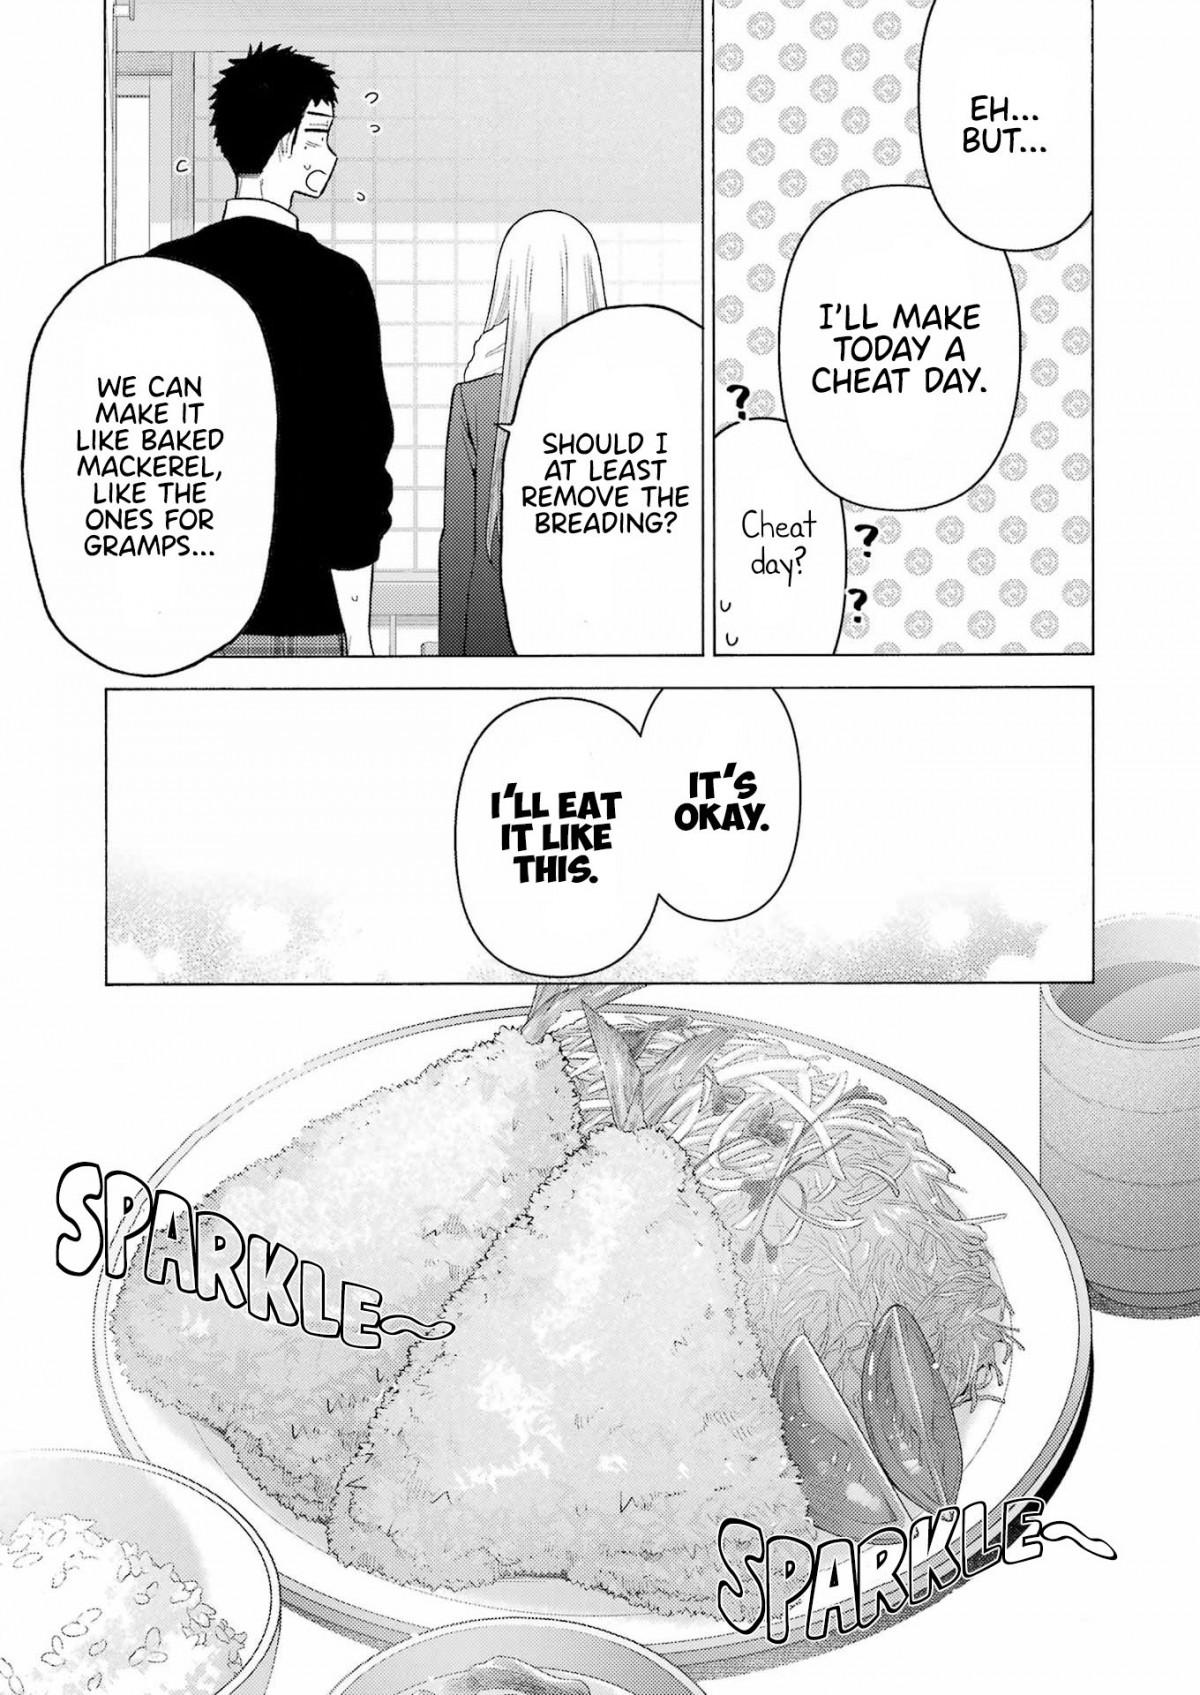 EH...
BUT...
I'LL MAKE
TODAY A
CHEAT DAY.
?
Cheat
day?
?
?
SHOULD I
AT LEAST
REMOVE THE
BREADING?
WE CAN
MAKE IT
LIKE BAKED
MACKEREL,
LIKE THE
ONES FOR
GRAMPS...
IT'S
OKAY.
I'LL EAT
IT LIKE
THIS.
SPARKLE~
SPARKLE~